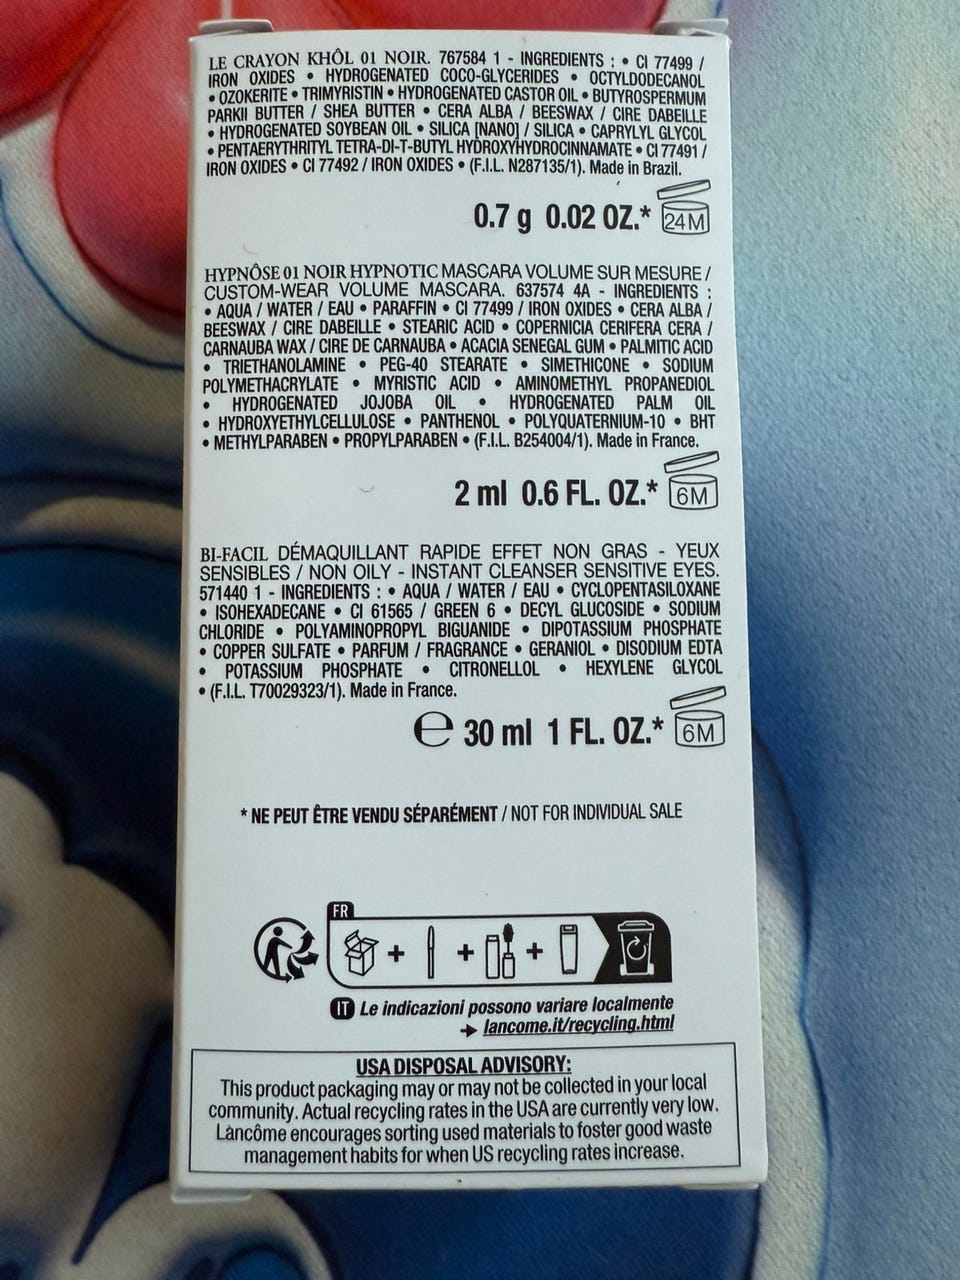 LE CRAYON KHÔL 01 NOIR. 767584 1 - INGREDIENTS : • CI 77499 /
IRON OXIDES • HYDROGENATED COCO-GLYCERIDES • OCTYLDODECANOL
• OZOKERITE • TRIMYRISTIN • HYDROGENATED CASTOR OIL • BUTYROSPERMUM
PARKII BUTTER / SHEA BUTTER • CERA ALBA / BEESWAX / CIRE DABEILLE
• HYDROGENATED SOYBEAN OIL • SILICA [NANO] / SILICA • CAPRYLYL GLYCOL
• PENTAERYTHRITYL TETRA-DI-T-BUTYL HYDROXYHYDROCINNAMATE • CI 77491 /
IRON OXIDES • CI 77492 / IRON OXIDES • (F.I.L. N287135/1). Made in Brazil.
0.7 g 0.02 OZ.* 24M
HYPNÔSE 01 NOIR HYPNOTIC MASCARA VOLUME SUR MESURE /
CUSTOM-WEAR VOLUME MASCARA. 637574 4A - INGREDIENTS :
• AQUA / WATER / EAU • PARAFFIN • CI 77499 / IRON OXIDES • CERA ALBA /
BEESWAX / CIRE DABEILLE • STEARIC ACID • COPERNICIA CERIFERA CERA /
CARNAUBA WAX / CIRE DE CARNAUBA • ACACIA SENEGAL GUM • PALMITIC ACID
• TRIETHANOLAMINE • PEG-40 STEARATE • SIMETHICONE • SODIUM
POLYMETHACRYLATE • MYRISTIC ACID • AMINOMETHYL PROPANEDIOL
• HYDROGENATED JOJOBA OIL • HYDROGENATED PALM OIL
• HYDROXYETHYLCELLULOSE • PANTHENOL • POLYQUATERNIUM-10 • BHT
• METHYLPARABEN • PROPYLPARABEN • (F.I.L. B254004/1). Made in France.
2 ml 0.6 FL. OZ.* 6M
BI-FACIL DÉMAQUILLANT RAPIDE EFFET NON GRAS - YEUX
SENSIBLES / NON OILY - INSTANT CLEANSER SENSITIVE EYES.
571440 1 - INGREDIENTS : • AQUA / WATER / EAU • CYCLOPENTASILOXANE
• ISOHEXADECANE • CI 61565 / GREEN 6 • DECYL GLUCOSIDE • SODIUM
CHLORIDE • POLYAMINOPROPYL BIGUANIDE • DIPOTASSIUM PHOSPHATE
• COPPER SULFATE • PARFUM / FRAGRANCE • GERANIOL • DISODIUM EDTA
• POTASSIUM PHOSPHATE • CITRONELLOL • HEXYLENE GLYCOL
• (F.I.L. T70029323/1). Made in France.
℮ 30 ml 1 FL. OZ.* 6M
* NE PEUT ÊTRE VENDU SÉPARÉMENT / NOT FOR INDIVIDUAL SALE
FR
+ + +
IT Le indicazioni possono variare localmente
→ lancome.it/recycling.html
USA DISPOSAL ADVISORY:
This product packaging may or may not be collected in your local
community. Actual recycling rates in the USA are currently very low.
Lancôme encourages sorting used materials to foster good waste
management habits for when US recycling rates increase.